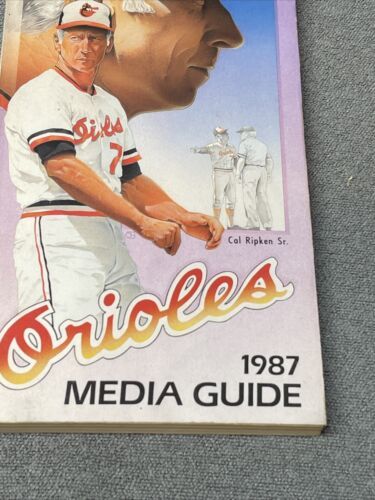 Orioles
7
Cal Ripken Sr.
Orioles
1987
MEDIA GUIDE